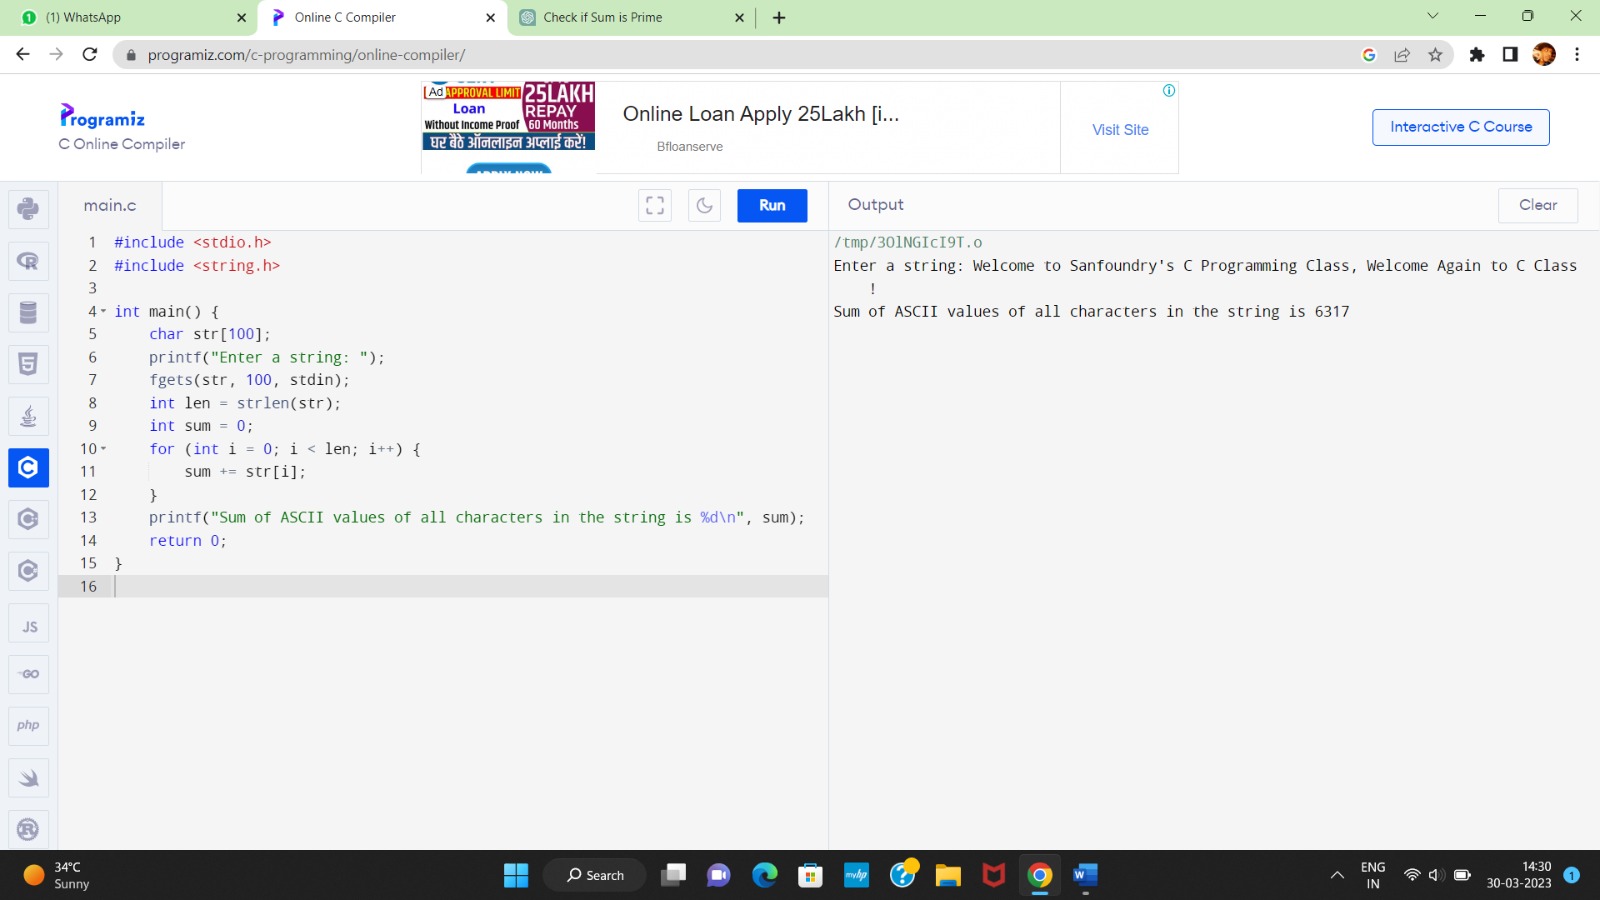 (1) WhatsApp
Online C Compiler
Check if Sum is Prime
programiz.com/c-programming/online-compiler/
Programiz
C Online Compiler
Ad
APPROVAL LIMIT
25LAKH
Loan
REPAY
Without Income Proof
60 Months
घर बैठे ऑनलाइन अप्लाई करें!
Online Loan Apply 25Lakh [i...
Bfloanserve
Visit Site
Interactive C Course
main.c
Run
Output
Clear
1 #include <stdio.h>
2 #include <string.h>
3
4 int main() {
5 char str[100];
6 printf("Enter a string: ");
7 fgets(str, 100, stdin);
8 int len = strlen(str);
9 int sum = 0;
10 for (int i = 0; i < len; i++) {
11 sum += str[i];
12 }
13 printf("Sum of ASCII values of all characters in the string is %d\n", sum);
14 return 0;
15 }
16
/tmp/3OlNGIcI9T.o
Enter a string: Welcome to Sanfoundry's C Programming Class, Welcome Again to C Class
!
Sum of ASCII values of all characters in the string is 6317
JS
GO
php
34°C
Sunny
Search
myhp
ENG
IN
14:30
30-03-2023
1